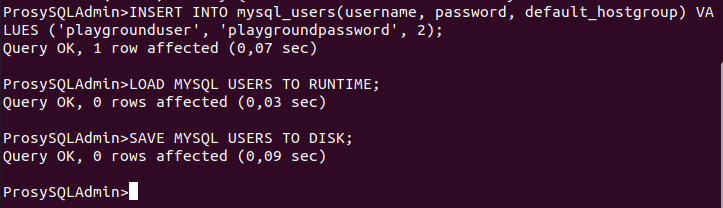 ProsySQLAdmin>INSERT INTO mysql_users(username, password, default_hostgroup) VA
LUES ('playgrounduser', 'playgroundpassword', 2);
Query OK, 1 row affected (0,07 sec)
ProsySQLAdmin>LOAD MYSQL USERS TO RUNTIME;
Query OK, 0 rows affected (0,03 sec)
ProsySQLAdmin>SAVE MYSQL USERS TO DISK;
Query OK, 0 rows affected (0,09 sec)
ProsySQLAdmin>